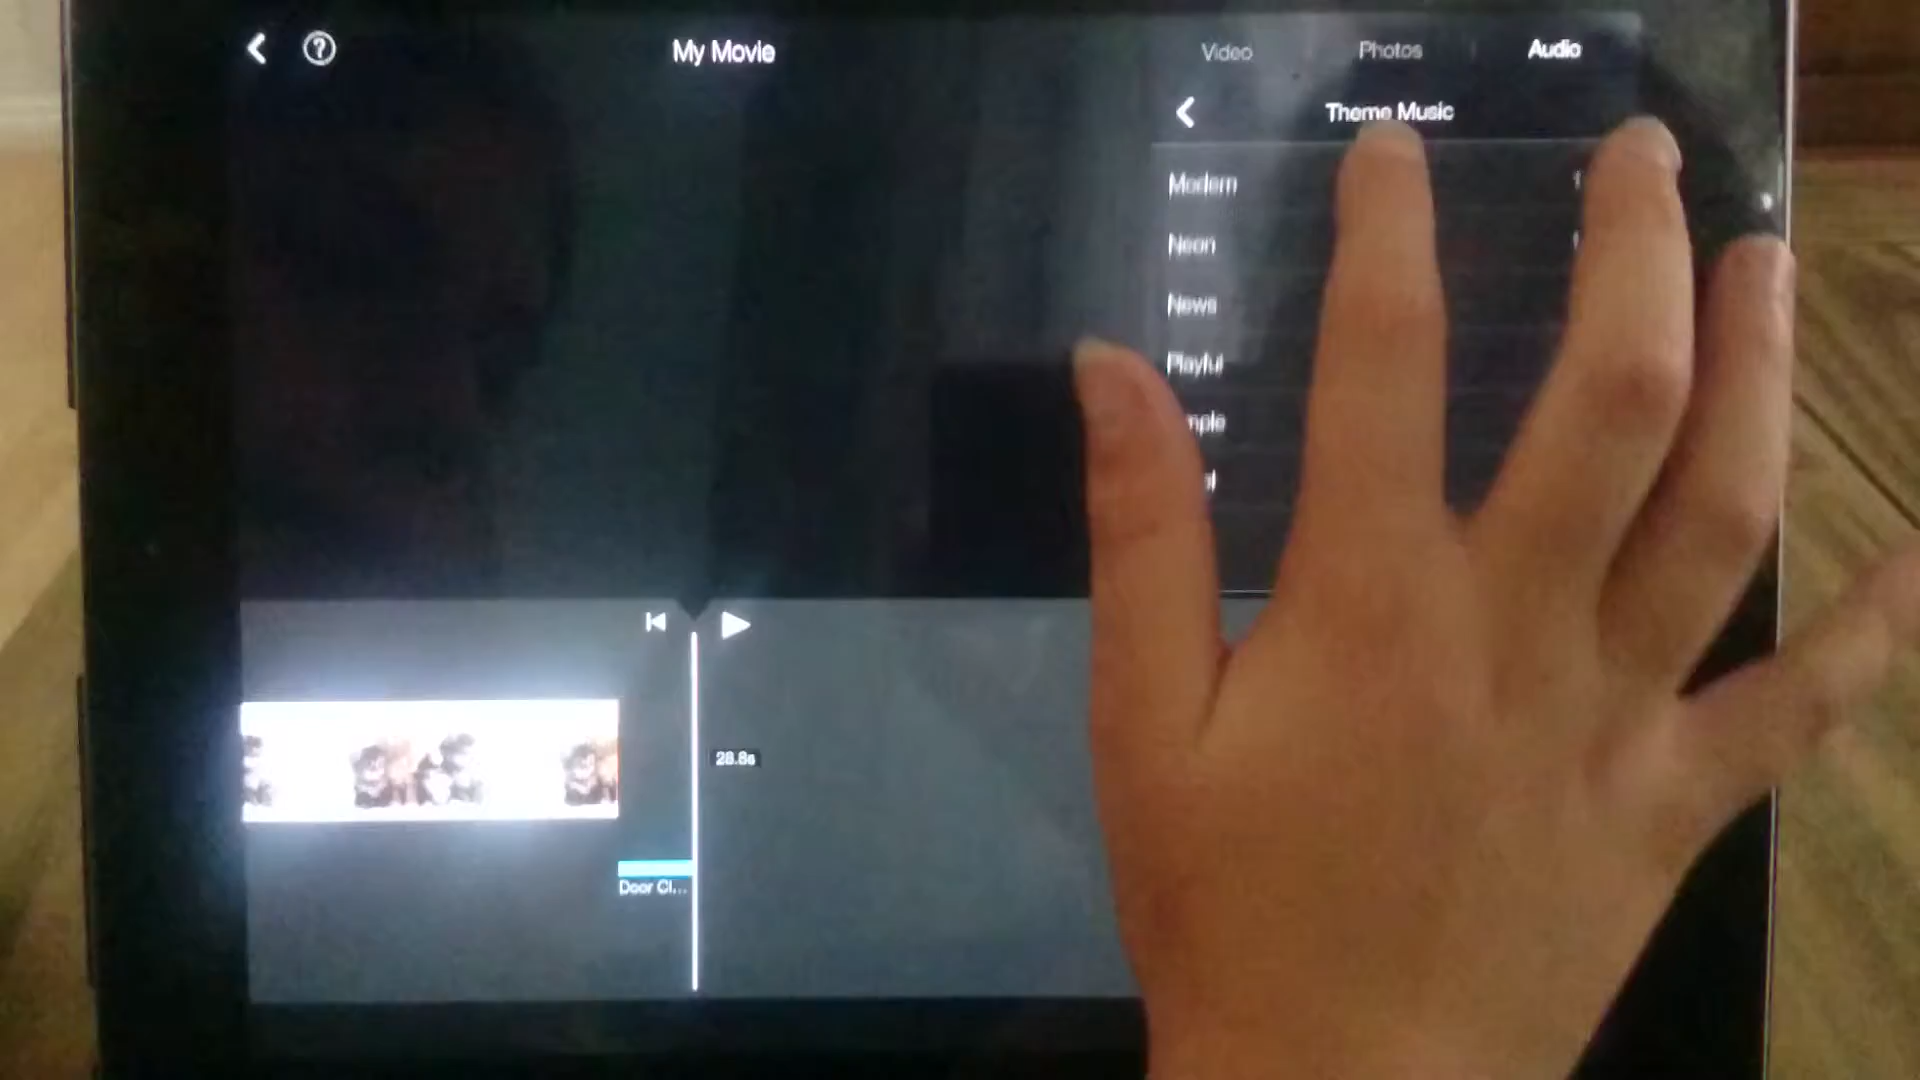 My Movie
Video
Photos
Audio
Theme Music
Modern
Neon
News
Playful
28.8s
Door Cl...